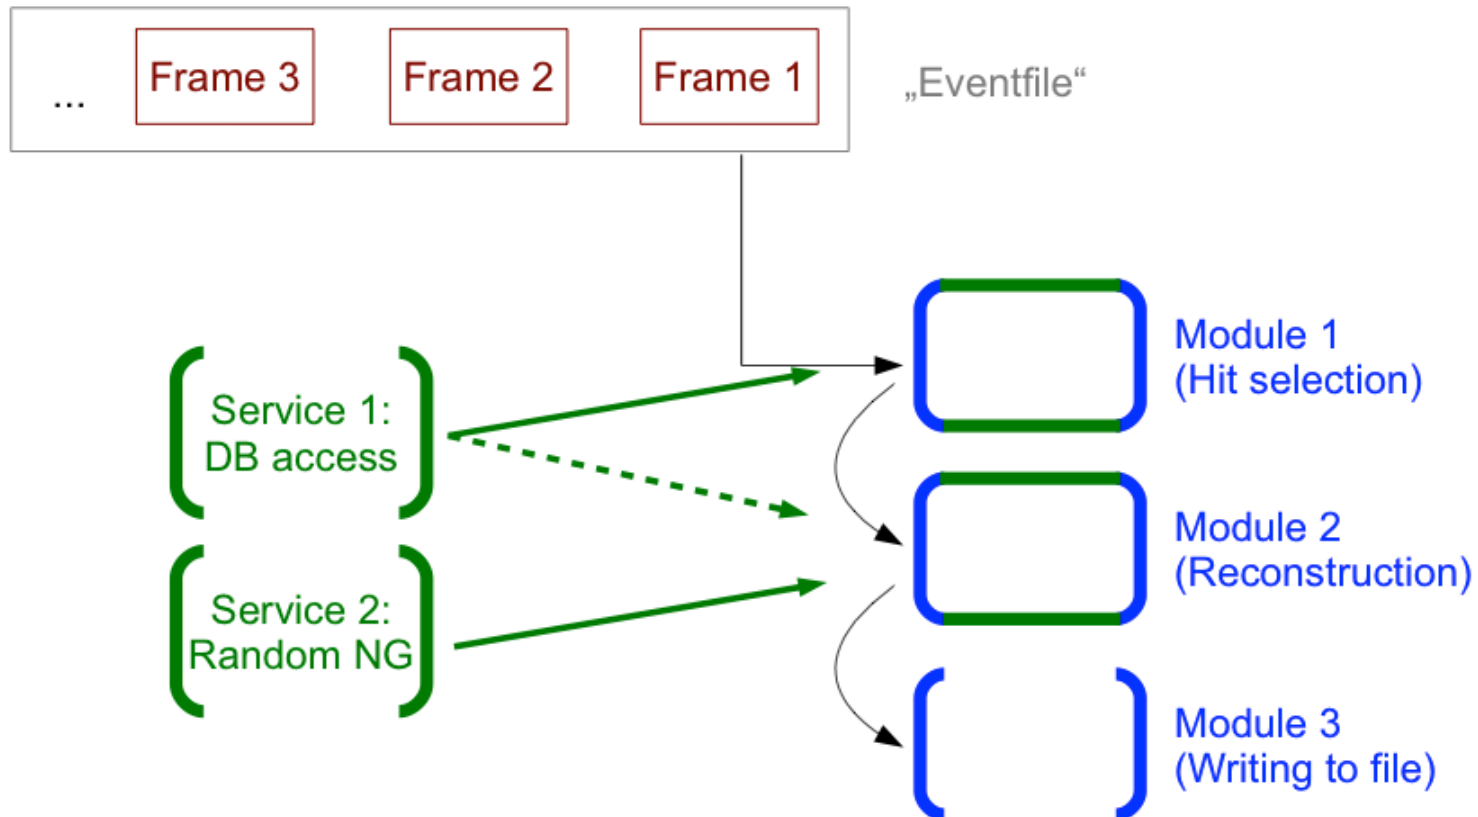 ...
Frame 3
Frame 2
Frame 1
„Eventfile“
Module 1
(Hit selection)
Service 1:
DB access
Module 2
(Reconstruction)
Service 2:
Random NG
Module 3
(Writing to file)